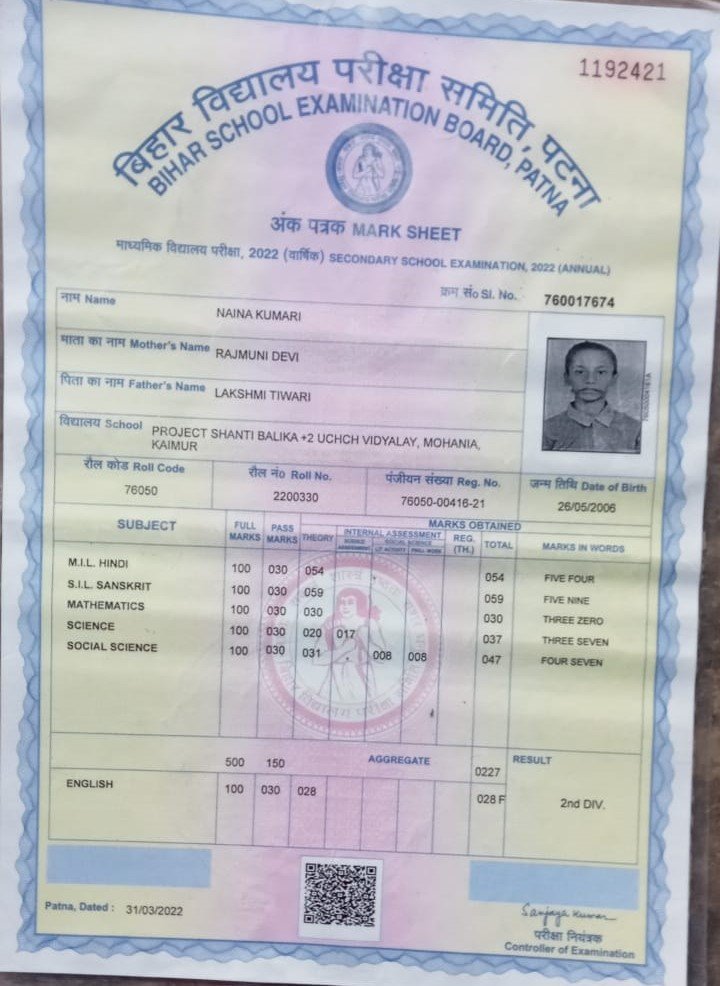 1192421
बिहार विद्यालय परीक्षा समिति, पटना
BIHAR SCHOOL EXAMINATION BOARD, PATNA
अंक पत्रक MARK SHEET
माध्यमिक विद्यालय परीक्षा, 2022 (वार्षिक) SECONDARY SCHOOL EXAMINATION, 2022 (ANNUAL)
क्रम सं० Sl. No. 760017674
नाम Name NAINA KUMARI
माता का नाम Mother's Name RAJMUNI DEVI
पिता का नाम Father's Name LAKSHMI TIWARI
विद्यालय School PROJECT SHANTI BALIKA +2 UCHCH VIDYALAY, MOHANIA,
KAIMUR
रौल कोड Roll Code रौल नं० Roll No. पंजीयन संख्या Reg. No. जन्म तिथि Date of Birth
76050 2200330 76050-00416-21 26/05/2006
MARKS OBTAINED
SUBJECT FULL MARKS PASS MARKS THEORY INTERNAL ASSESSMENT REG. (TH.) TOTAL MARKS IN WORDS
SOCIAL SCIENCE
M.I.L. HINDI 100 030 054 054 FIVE FOUR
S.I.L. SANSKRIT 100 030 059 059 FIVE NINE
MATHEMATICS 100 030 030 030 THREE ZERO
SCIENCE 100 030 020 017 037 THREE SEVEN
SOCIAL SCIENCE 100 030 031 008 008 047 FOUR SEVEN
500 150 AGGREGATE 0227 RESULT
ENGLISH 100 030 028 028 F 2nd DIV.
Patna, Dated : 31/03/2022
Sanjaya Kumar
परीक्षा नियंत्रक
Controller of Examination